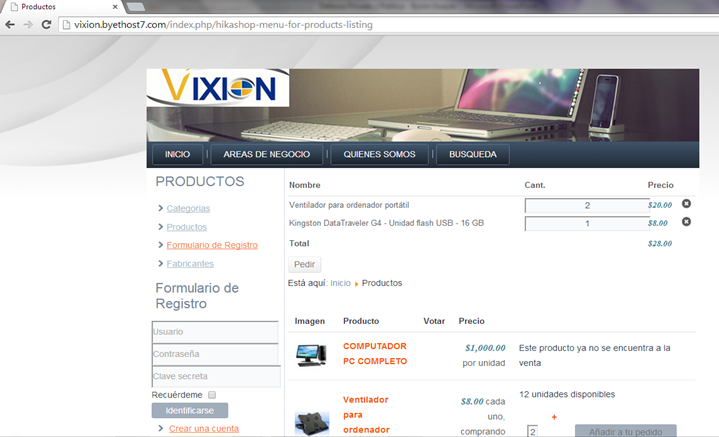 Productos
vixion.byethost7.com/index.php/hikashop-menu-for-products-listing
VIXION
INICIO | AREAS DE NEGOCIO | QUIENES SOMOS | BUSQUEDA
PRODUCTOS
Categorias
Productos
Formulario de Registro
Fabricantes
Formulario de
Registro
Usuario
Contraseña
Clave secreta
Recuérdeme
Identificarse
Crear una cuenta
Nombre Cant. Precio
Ventilador para ordenador portátil 2 $20.00
Kingston DataTraveler G4 - Unidad flash USB - 16 GB 1 $8.00
Total $28.00
Pedir
Está aquí: Inicio Productos
Imagen Producto Votar Precio
COMPUTADOR
PC COMPLETO
$1,000.00
por unidad
Este producto ya no se encuentra a la
venta
Ventilador
para
ordenador
$8.00 cada
uno,
comprando
12 unidades disponibles
+
2 Añadir a tu pedido